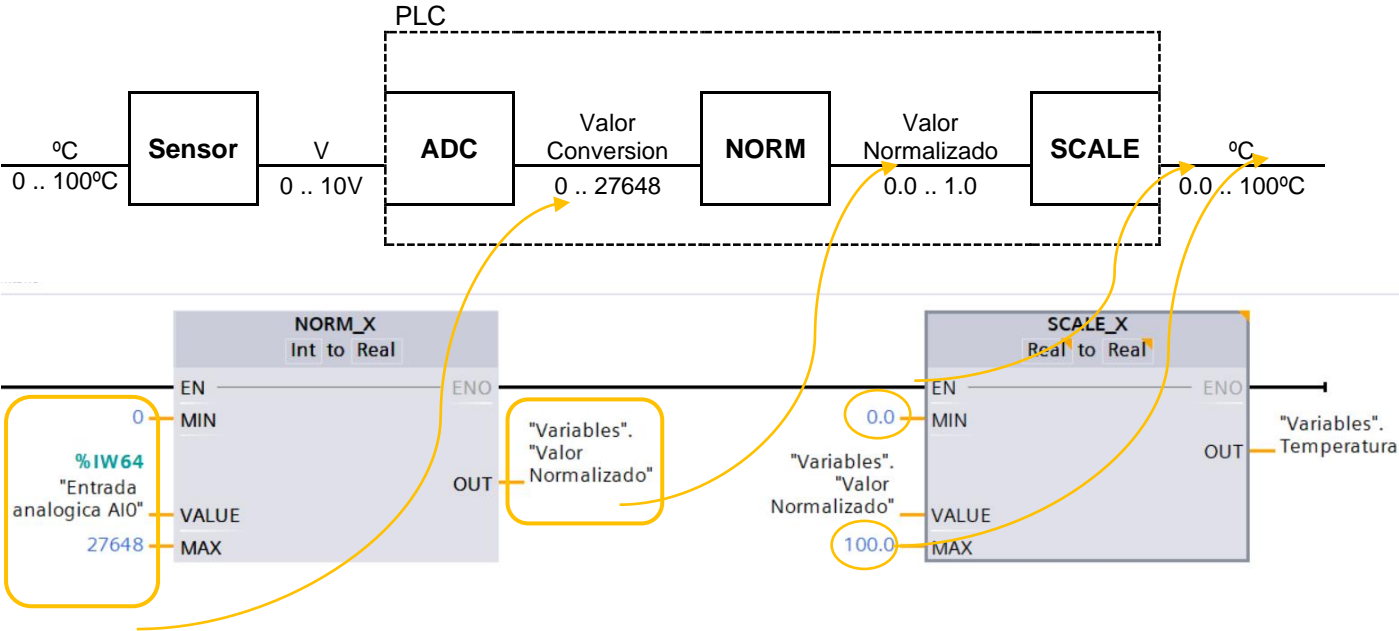 PLC
ºC
0 .. 100ºC
Sensor
V
0 .. 10V
ADC
Valor
Conversion
0 .. 27648
NORM
Valor
Normalizado
0.0 .. 1.0
SCALE
ºC
0.0 .. 100ºC
NORM_X
Int to Real
EN
ENO
0
MIN
%IW64
"Entrada
analogica AI0"
VALUE
27648
MAX
OUT
"Variables".
"Valor
Normalizado"
SCALE_X
Real to Real
EN
ENO
0.0
MIN
"Variables".
"Valor
Normalizado"
VALUE
100.0
MAX
OUT
"Variables".
Temperatura